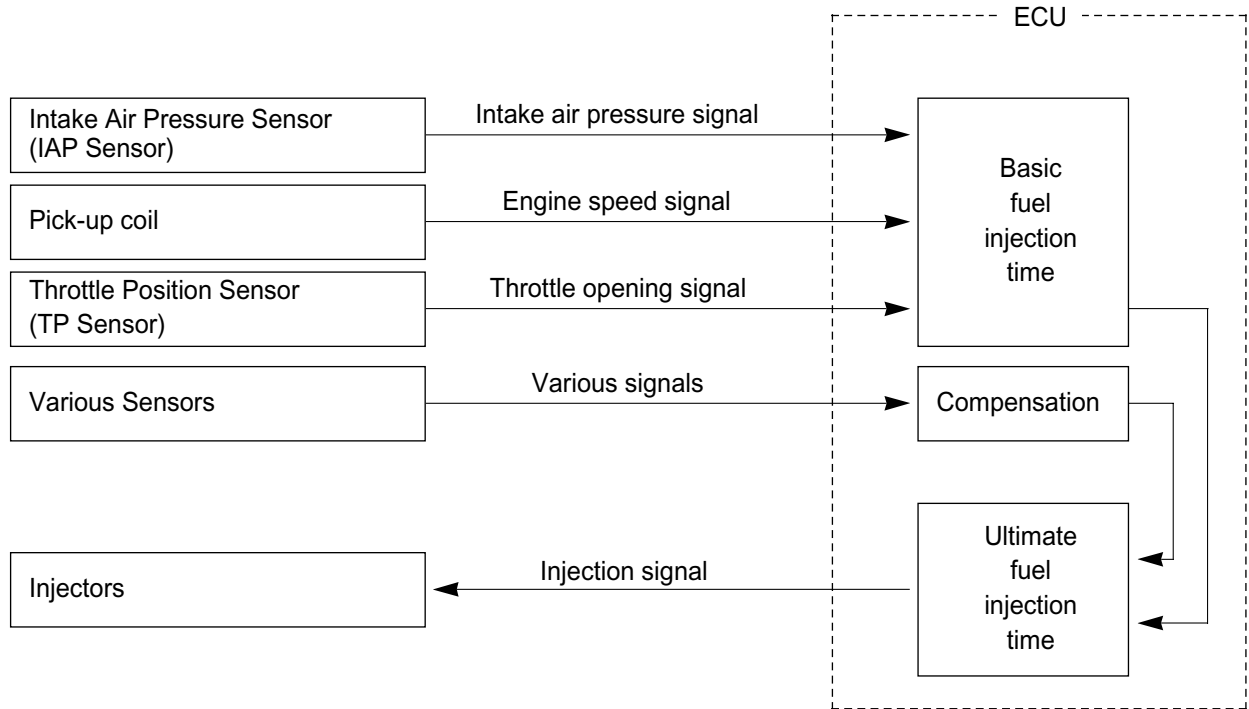 ECU
Intake Air Pressure Sensor
(IAP Sensor)
Intake air pressure signal
Basic
fuel
injection
time
Pick-up coil
Engine speed signal
Throttle Position Sensor
(TP Sensor)
Throttle opening signal
Various Sensors
Various signals
Compensation
Injectors
Injection signal
Ultimate
fuel
injection
time